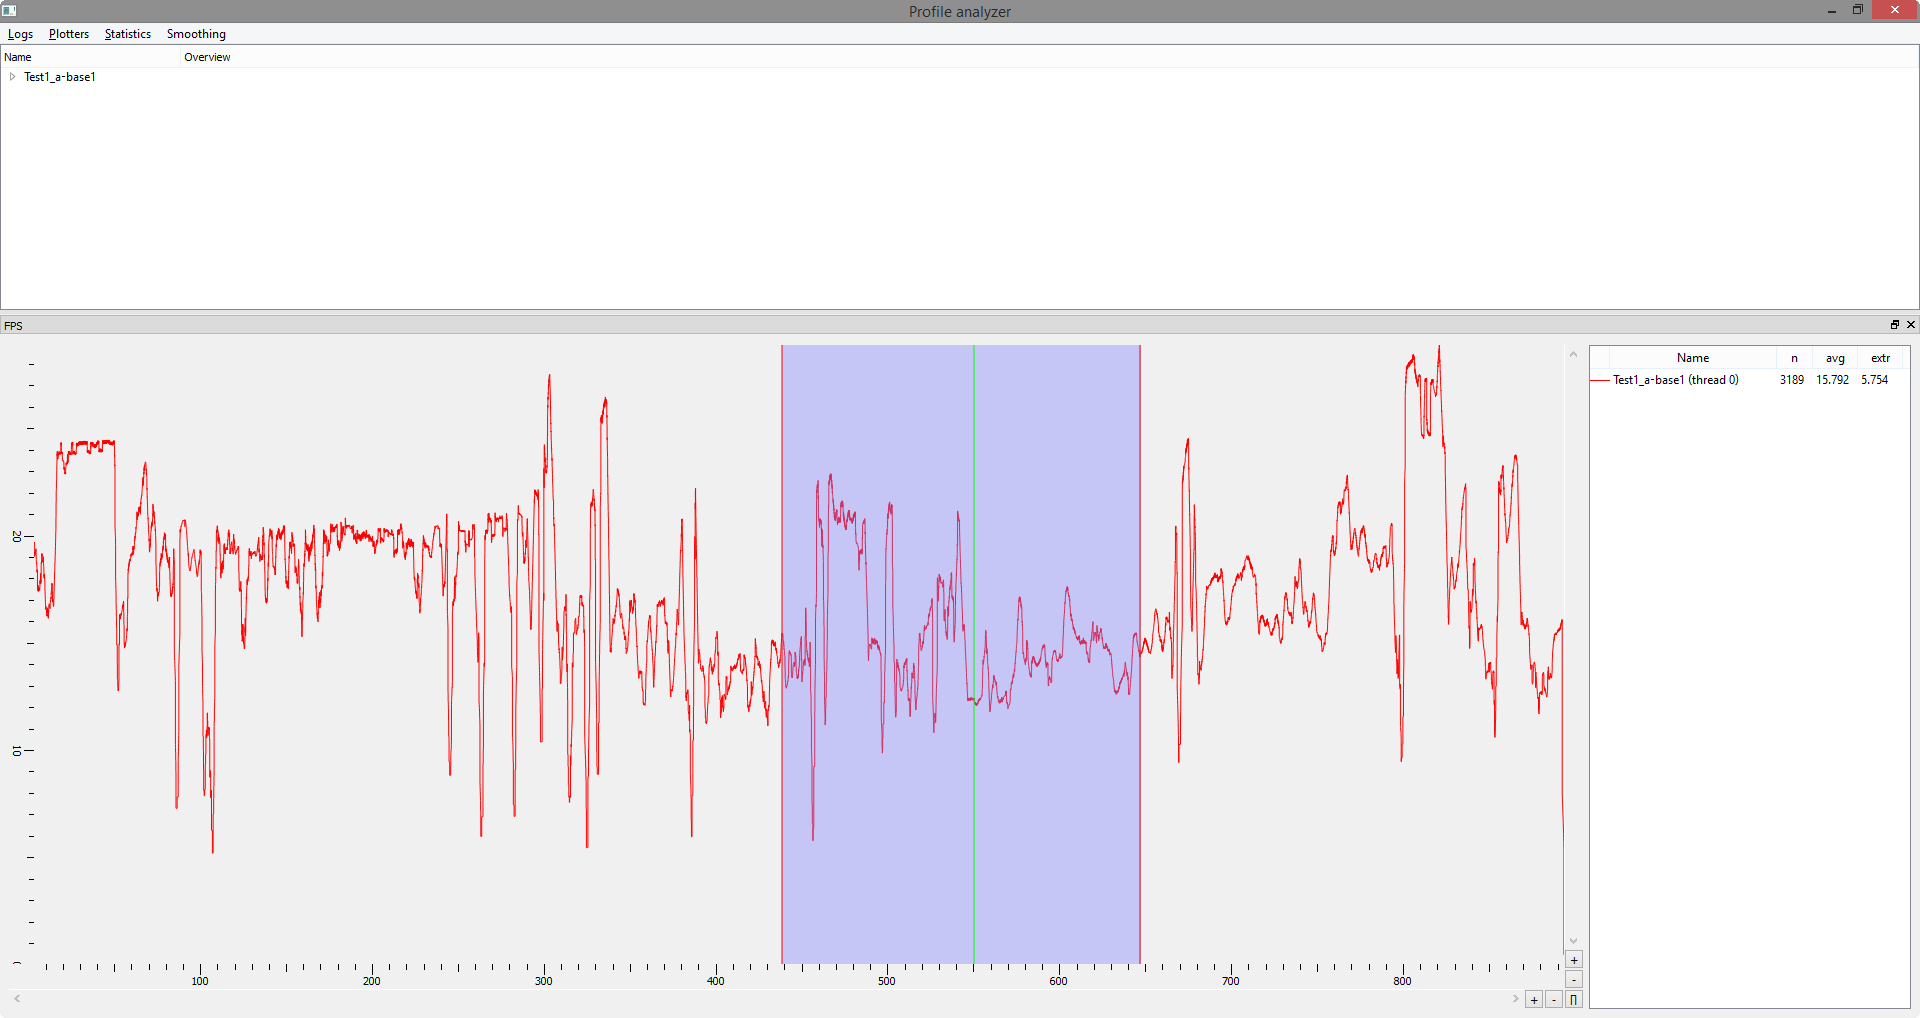 Profile analyzer
Logs Plotters Statistics Smoothing
Name Overview
Test1_a-base1
FPS
Name n avg extr
Test1_a-base1 (thread 0) 3189 15.792 5.754
20
10
0
100 200 300 400 500 600 700 800
+
-
+ - []